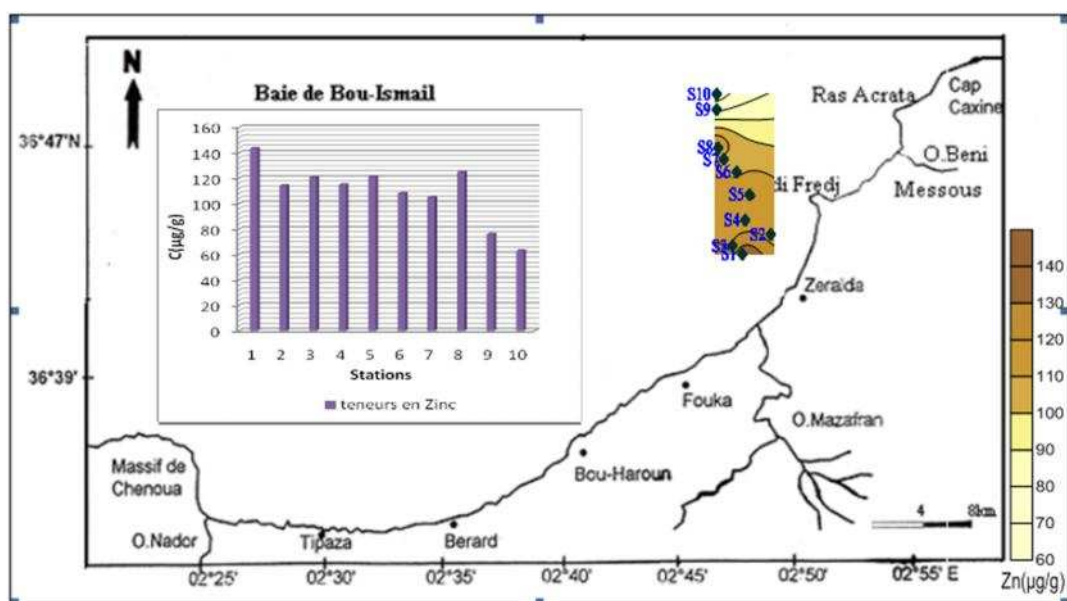 N
Baie de Bou-Ismail
160
140
120
100
80
60
40
20
0
C(µg/g)
1 2 3 4 5 6 7 8 9 10
Stations
teneurs en Zinc
36°47'N
36°39'
S10
S9
S8
S7
S6
S5
S4
S2
S3
S1
di Fredj
Ras Acrata
Cap
Caxine
O.Beni
Messous
Zeralda
Fouka
O.Mazafran
Bou-Haroun
Massif de
Chenoua
O.Nador
Tipaza
Berard
4 8km
02°25' 02°30' 02°35' 02°40' 02°45' 02°50' 02°55' E
140
130
120
110
100
90
80
70
60
Zn(µg/g)